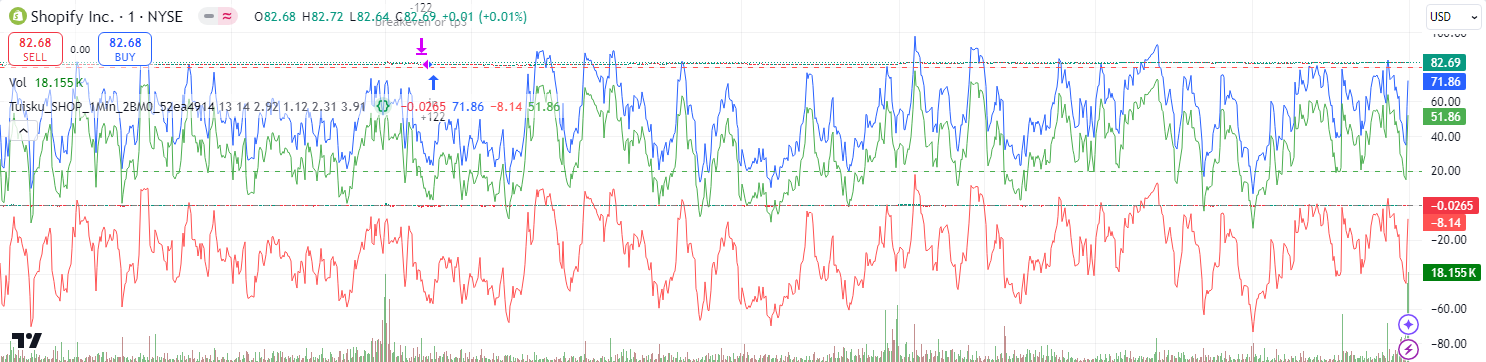 Shopify Inc. · 1 · NYSE O82.68 H82.72 L82.64 C82.69 +0.01 (+0.01%)
-122
breakeven or tp3
USD
100.00
82.68
SELL
0.00
82.68
BUY
82.69
Vol 18.155K
71.86
Tuisku_SHOP_1Min_2BM0_52ea4914 13 14 2.92 1.12 2.31 3.91 −0.0265 71.86 −8.14 51.86
60.00
51.86
+122
40.00
20.00
−0.0265
−8.14
−20.00
18.155K
−60.00
−80.00